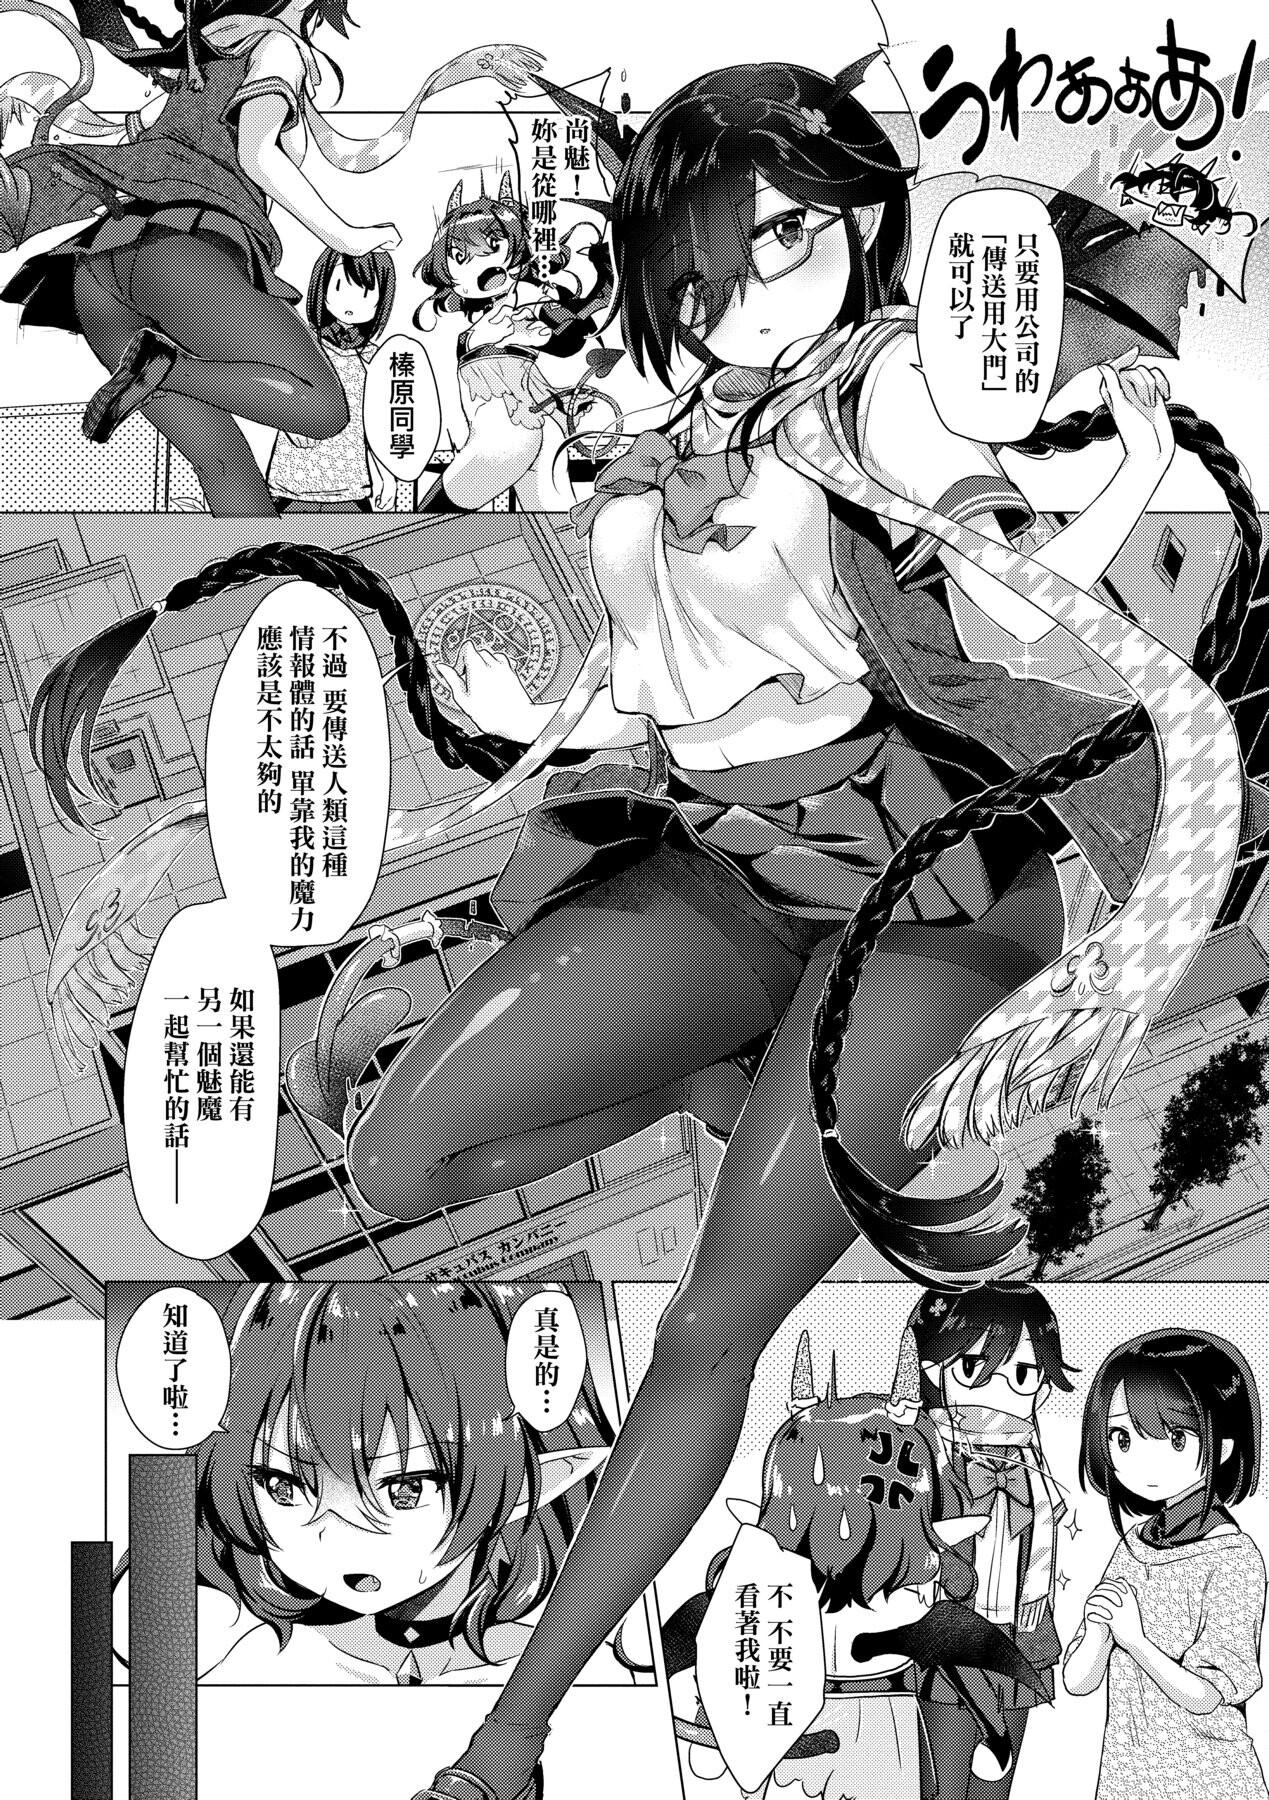 うわぁぁあ!
只要用公司的
「傳送用大門」
就可以了
尚魅!
妳是從哪裡…
榛原同學
不過 要傳送人類這種
情報體的話 單靠我的魔力
應該是不太夠的
如果還能有
另一個魅魔
一起幫忙的話——
サキュバス カンパニー
Succubus Company
不 不要一直
看著我啦!
真是的…
知道了啦…